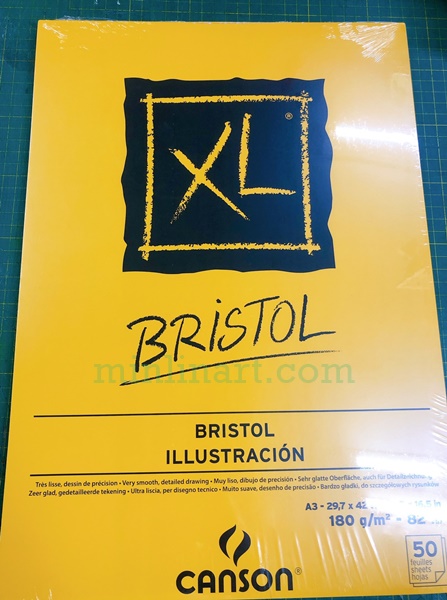 XL®
BRISTOL
minlinart.com
BRISTOL
ILLUSTRACIÓN
Très lisse, dessin de précision • Very smooth, detailed drawing • Muy liso, dibujo de precisión • Sehr glatte Oberfläche, auch für Detailzeichnung
Zeer glad, gedetailleerde tekening • Ultra liscia, per disegno tecnico • Muito suave, desenho de precisão • Bardzo gładki, do szczegółowych rysunków
A3 - 29,7 x 42
180 g/m² - 82
50
feuilles
sheets
hojas
CANSON®